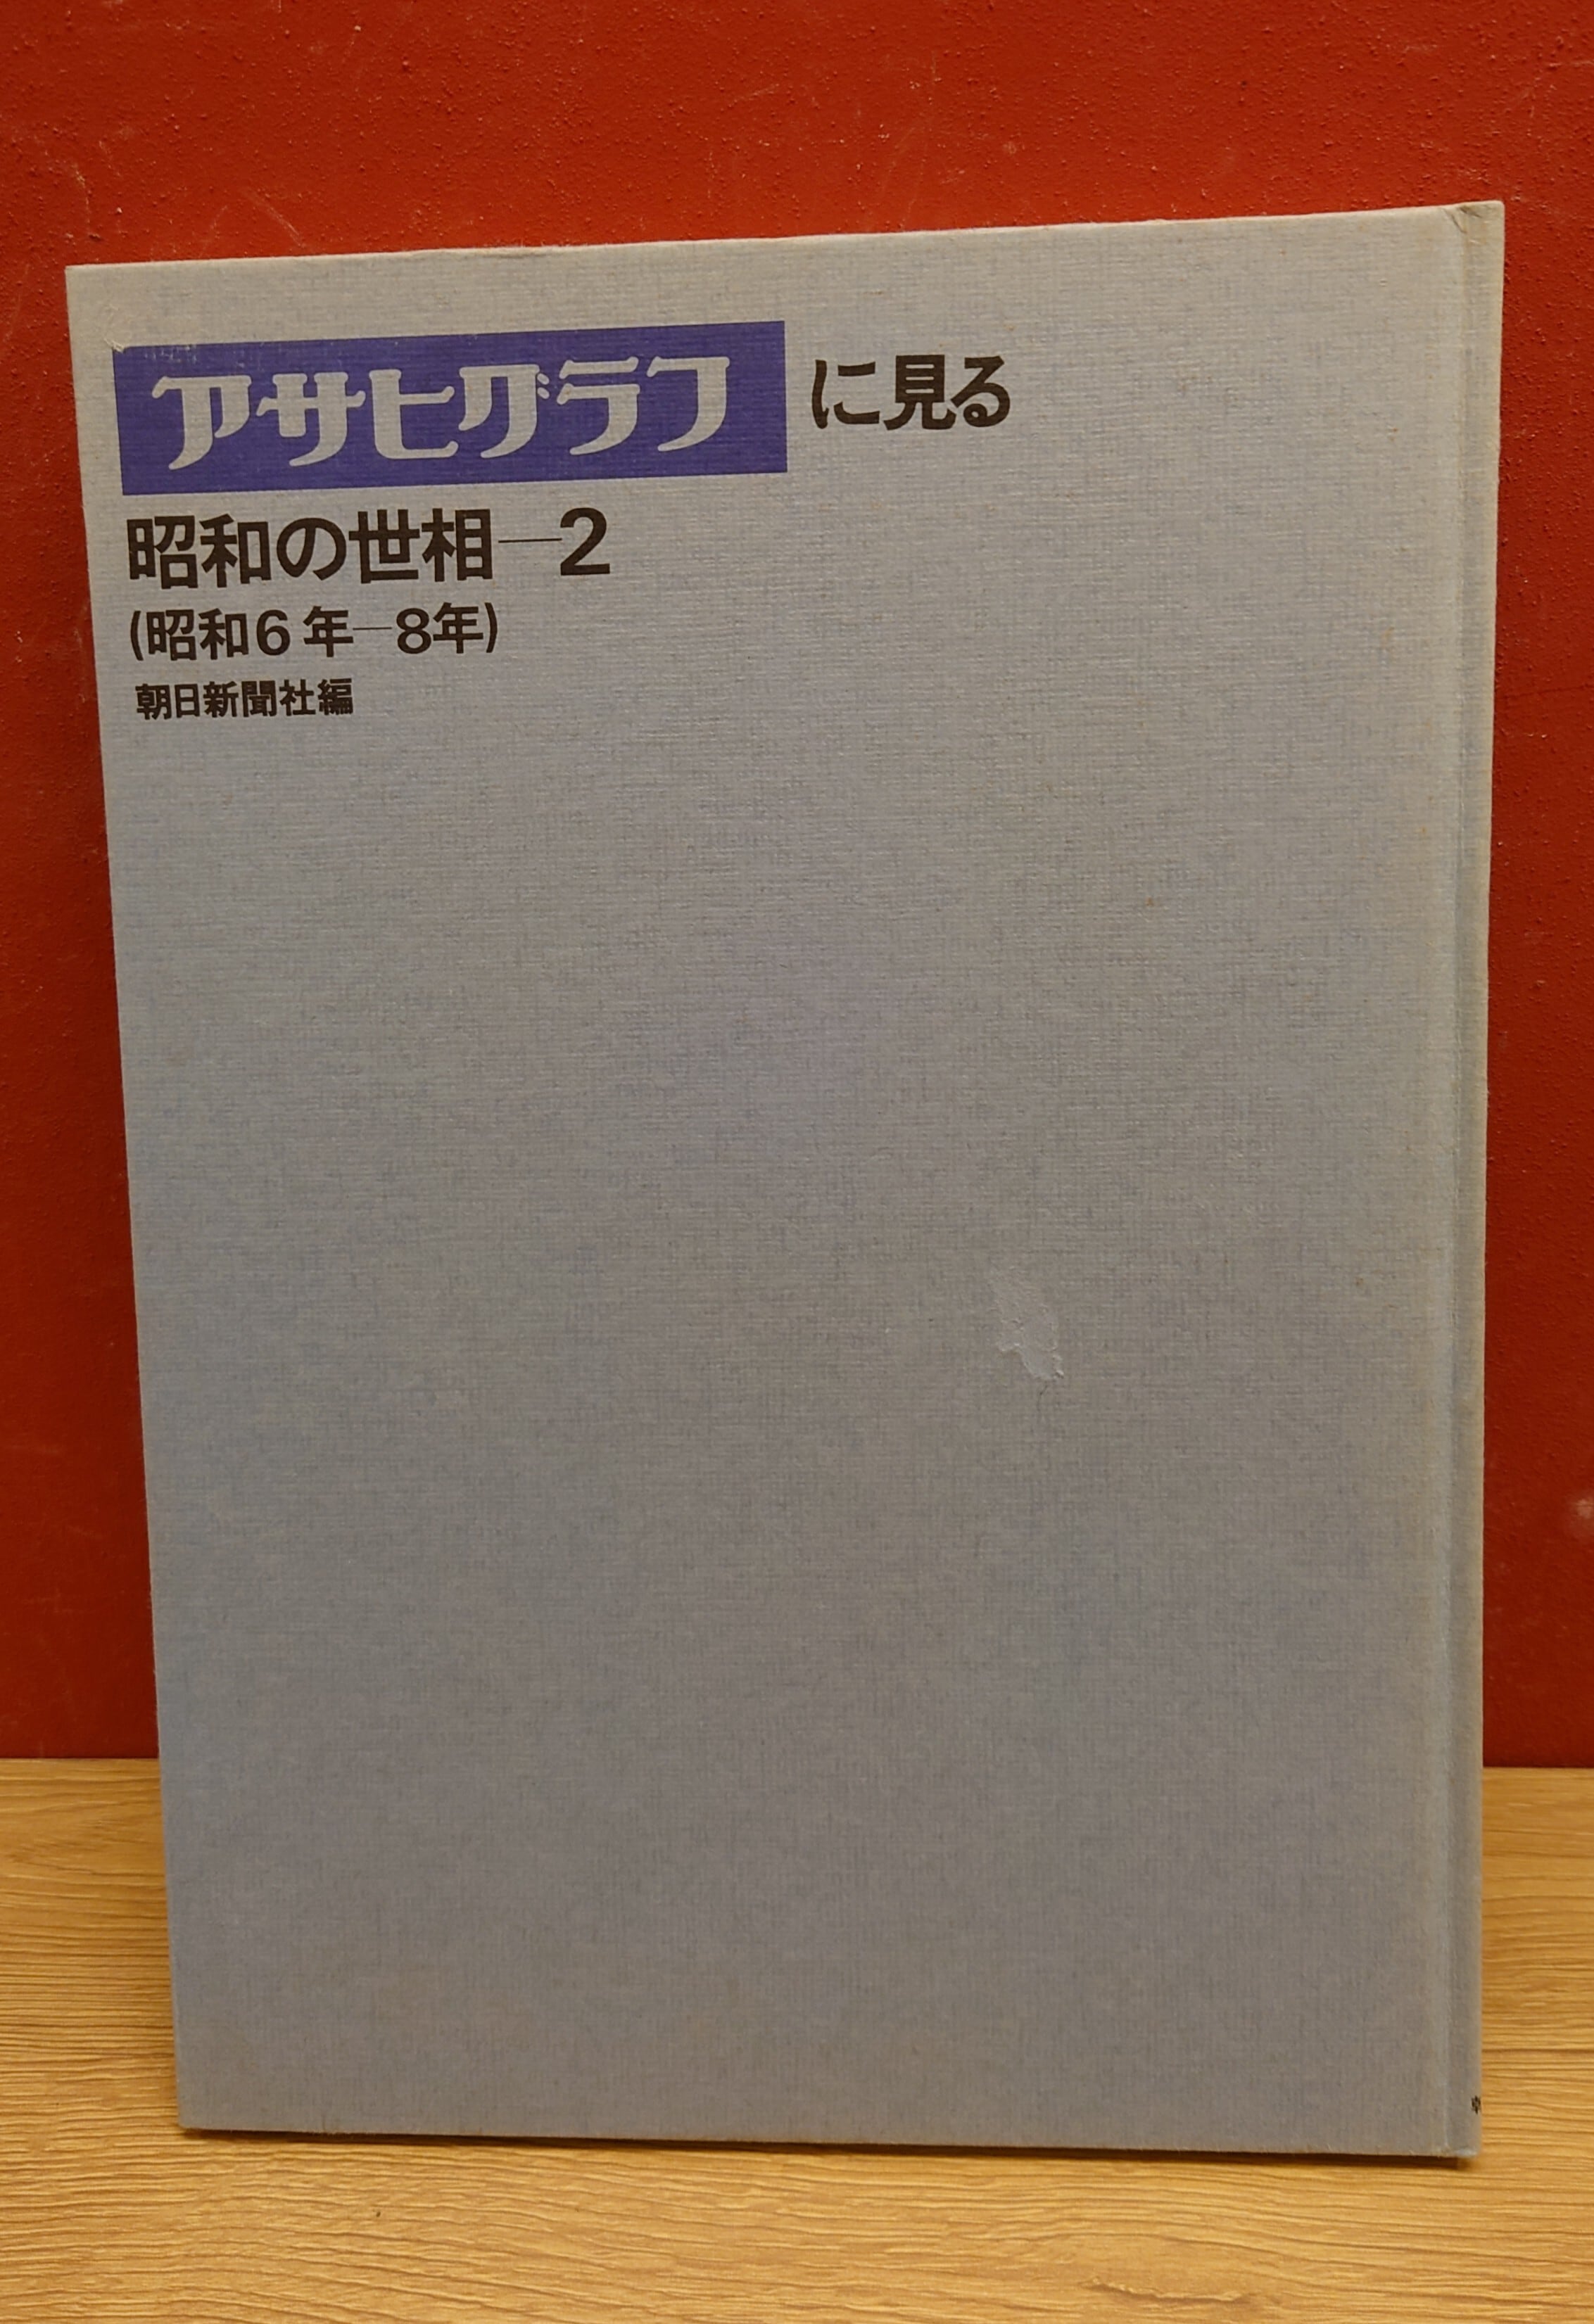 アサヒグラフに見る
昭和の世相―2
(昭和6年―8年)
朝日新聞社編